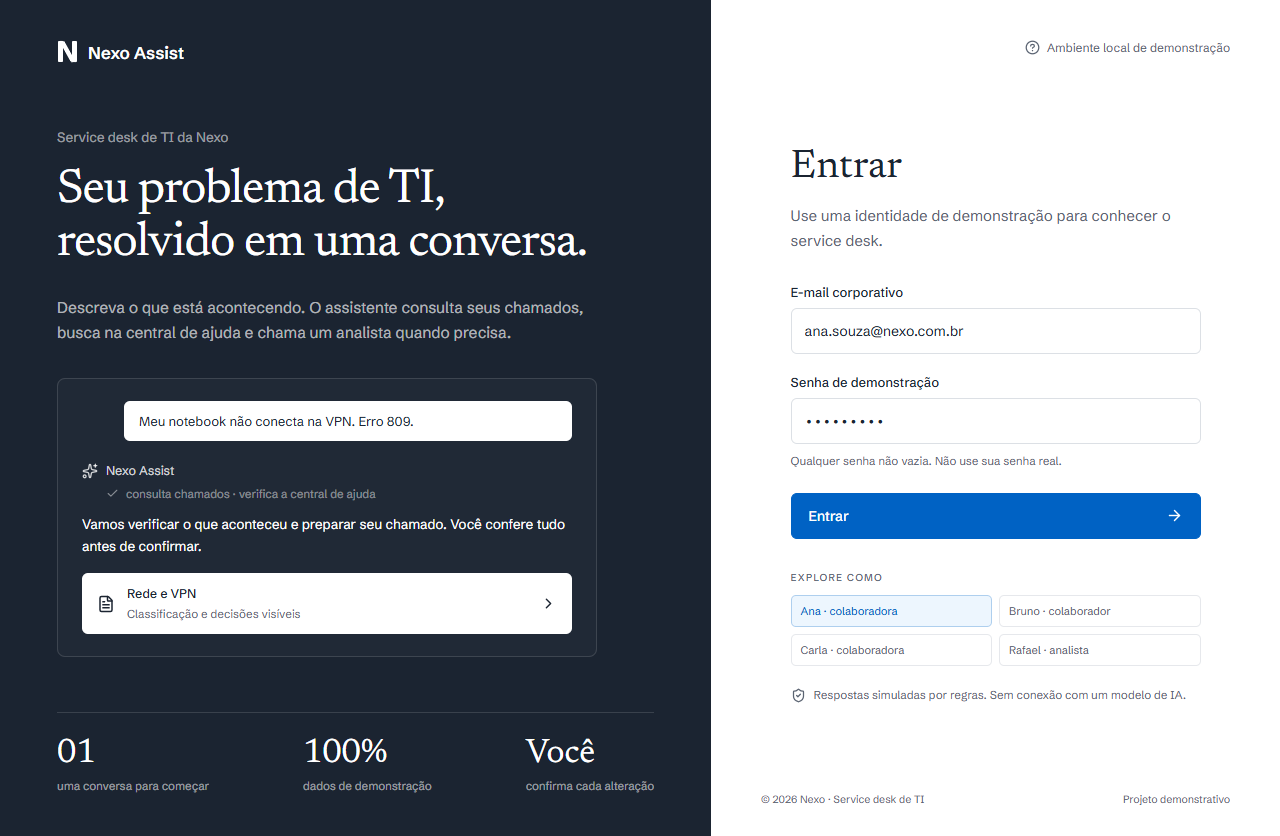 Nexo Assist
Service desk de TI da Nexo
Seu problema de TI,
resolvido em uma conversa.
Descreva o que está acontecendo. O assistente consulta seus chamados,
busca na central de ajuda e chama um analista quando precisa.
Meu notebook não conecta na VPN. Erro 809.
Nexo Assist
consulta chamados · verifica a central de ajuda
Vamos verificar o que aconteceu e preparar seu chamado. Você confere tudo
antes de confirmar.
Rede e VPN
Classificação e decisões visíveis
01
uma conversa para começar
100%
dados de demonstração
Você
confirma cada alteração
Ambiente local de demonstração
Entrar
Use uma identidade de demonstração para conhecer o
service desk.
E-mail corporativo
ana.souza@nexo.com.br
Senha de demonstração
•••••••••
Qualquer senha não vazia. Não use sua senha real.
Entrar
EXPLORE COMO
Ana · colaboradora
Bruno · colaborador
Carla · colaboradora
Rafael · analista
Respostas simuladas por regras. Sem conexão com um modelo de IA.
© 2026 Nexo · Service desk de TI
Projeto demonstrativo